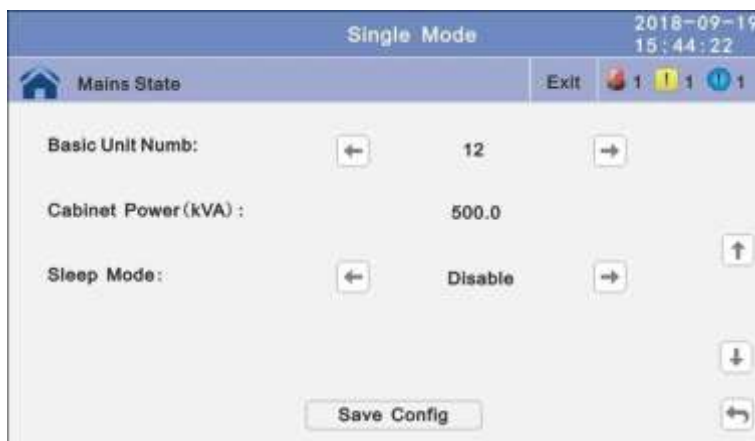 Single Mode
2018-09-19
15:44:22
Mains State
Exit
1
!
1
!
1
Basic Unit Numb:
12
Cabinet Power(kVA):
500.0
Sleep Mode:
Disable
Save Config